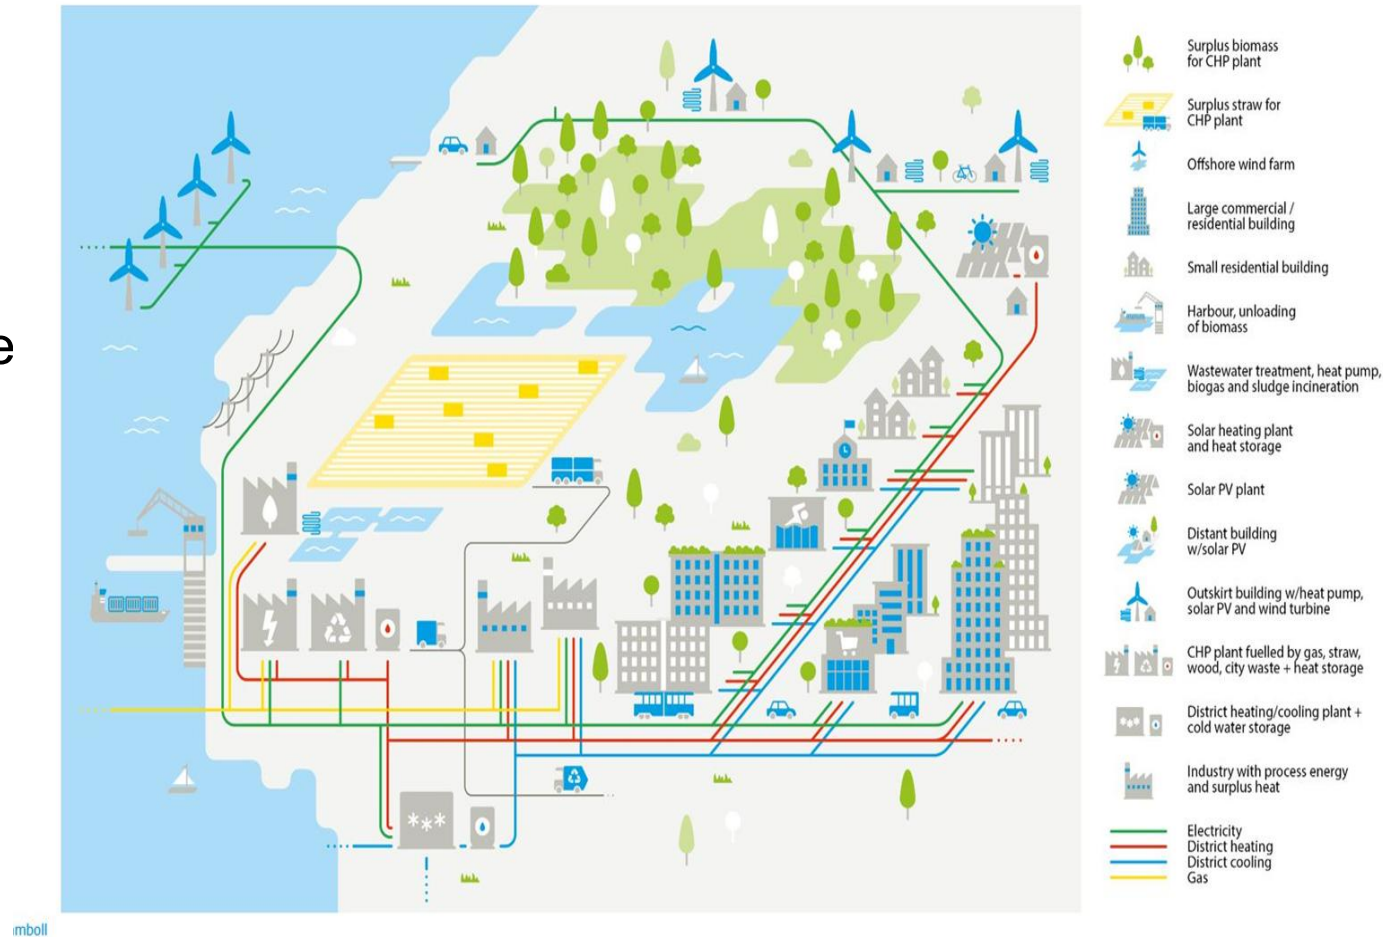 Surplus biomass
for CHP plant
Surplus straw for
CHP plant
Offshore wind farm
Large commercial /
residential building
e
Small residential building
Harbour, unloading
of biomass
Wastewater treatment, heat pump,
biogas and sludge incineration
Solar heating plant
and heat storage
Solar PV plant
Distant building
w/solar PV
Outskirt building w/heat pump,
solar PV and wind turbine
CHP plant fuelled by gas, straw,
wood, city waste + heat storage
District heating/cooling plant +
cold water storage
Industry with process energy
and surplus heat
Electricity
District heating
District cooling
Gas
mboll